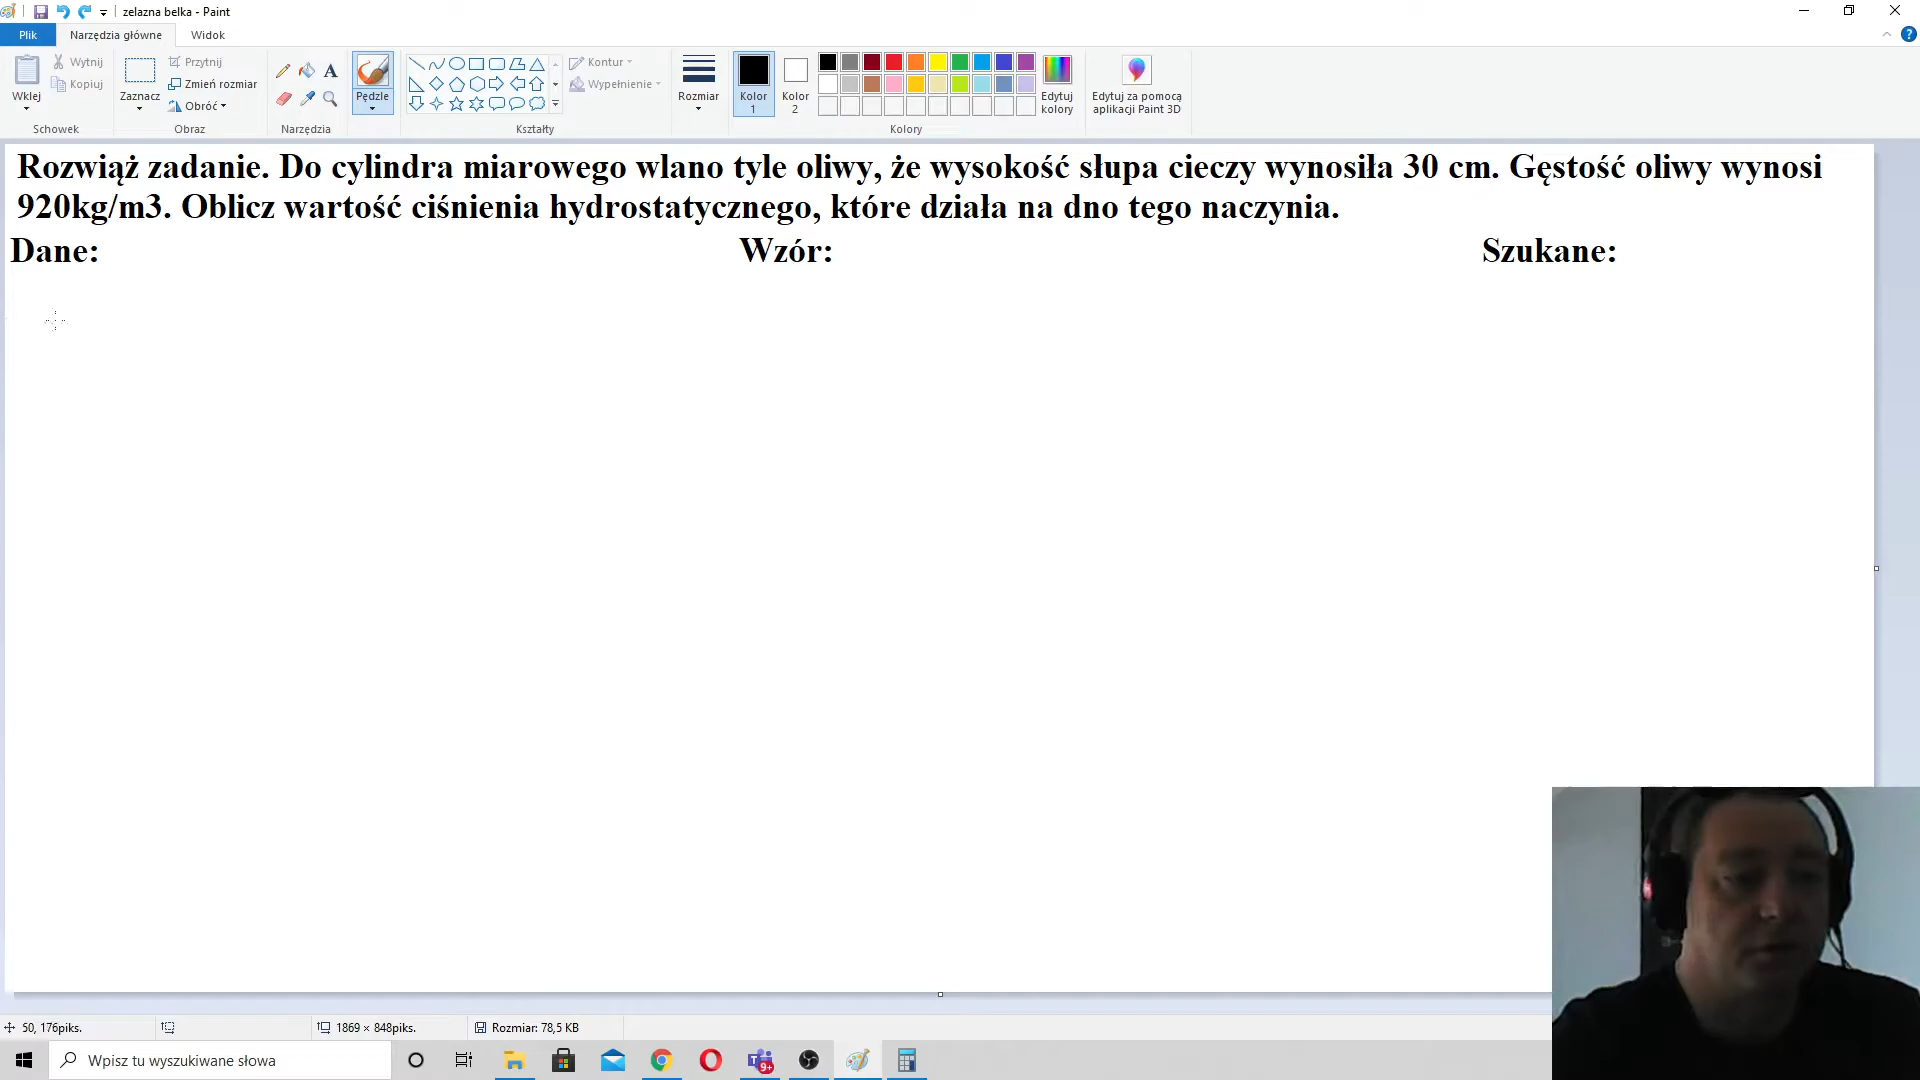 zelazna belka - Paint
Plik Narzędzia główne Widok
Wklej Wytnij Kopiuj Schowek
Zaznacz Przytnij Zmień rozmiar Obróć Obraz
A Narzędzia
Pędzle
Kontur Wypełnienie Kształty
Rozmiar
Kolor 1 Kolor 2 Edytuj kolory Kolory
Edytuj za pomocą aplikacji Paint 3D
Rozwiąż zadanie. Do cylindra miarowego wlano tyle oliwy, że wysokość słupa cieczy wynosiła 30 cm. Gęstość oliwy wynosi
920kg/m3. Oblicz wartość ciśnienia hydrostatycznego, które działa na dno tego naczynia.
Dane: Wzór: Szukane:
50, 176piks. 1869 × 848piks. Rozmiar: 78,5 KB
Wpisz tu wyszukiwane słowa 9+